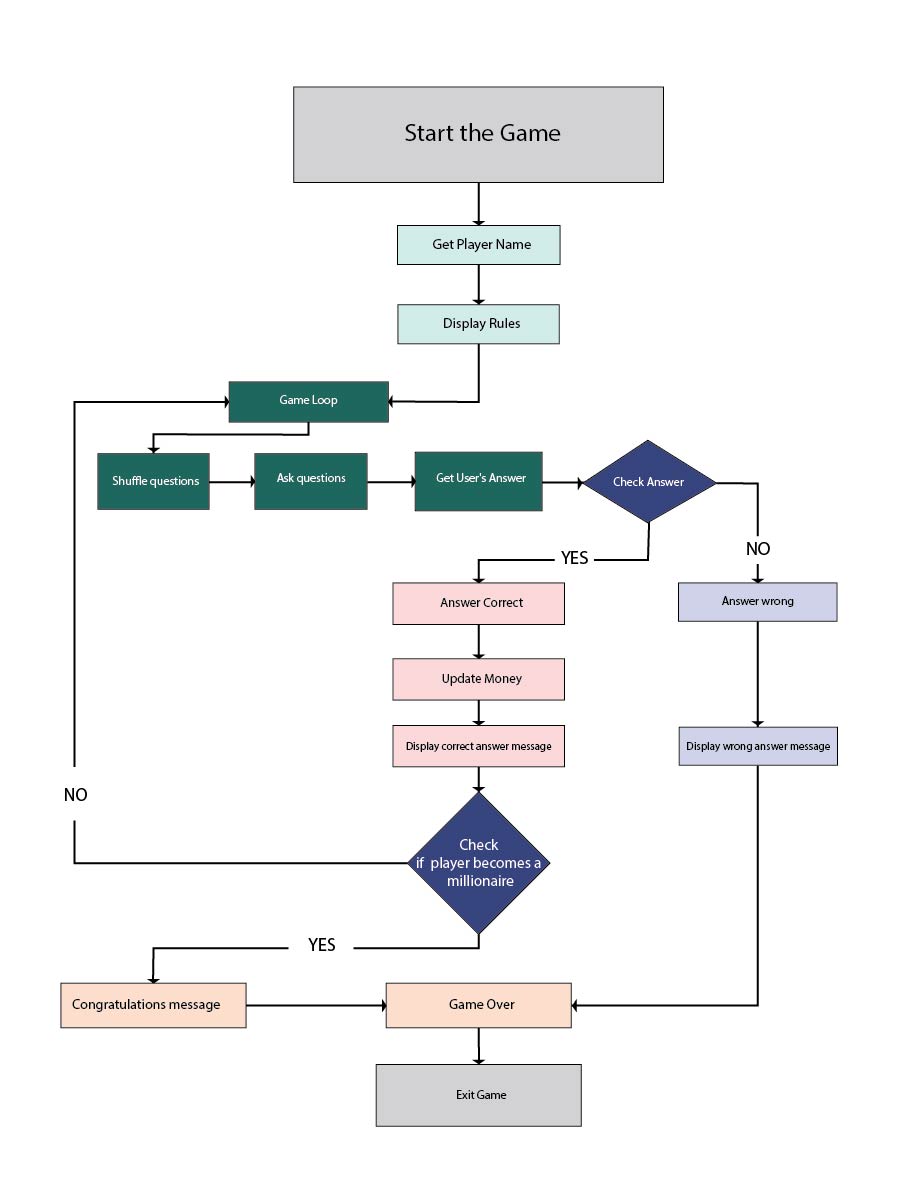 Start the Game
Get Player Name
Display Rules
Game Loop
Shuffle questions
Ask questions
Get User's Answer
Check Answer
NO
YES
Answer Correct
Answer wrong
Update Money
Display correct answer message
Display wrong answer message
NO
Check
if player becomes a
millionaire
YES
Congratulations message
Game Over
Exit Game